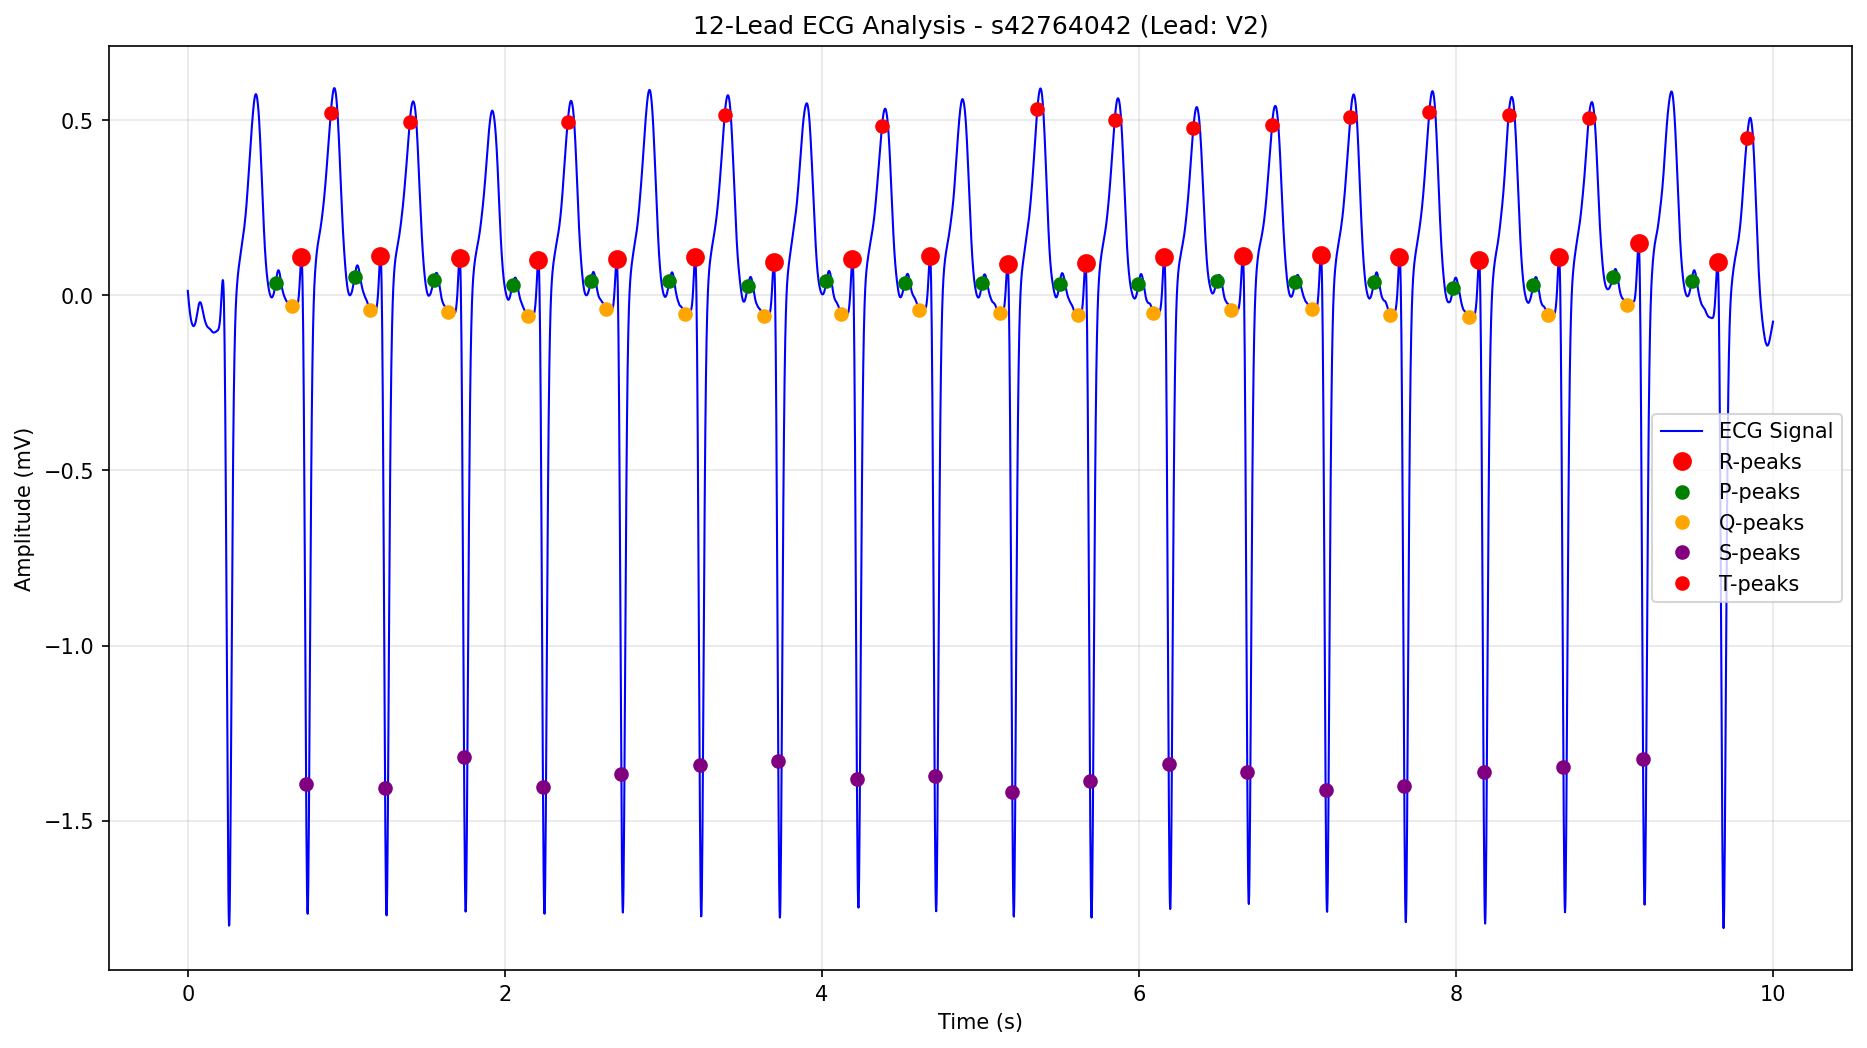 12-Lead ECG Analysis - s42764042 (Lead: V2)
0.5
0.0
−0.5
−1.0
−1.5
Amplitude (mV)
ECG Signal
R-peaks
P-peaks
Q-peaks
S-peaks
T-peaks
0 2 4 6 8 10
Time (s)